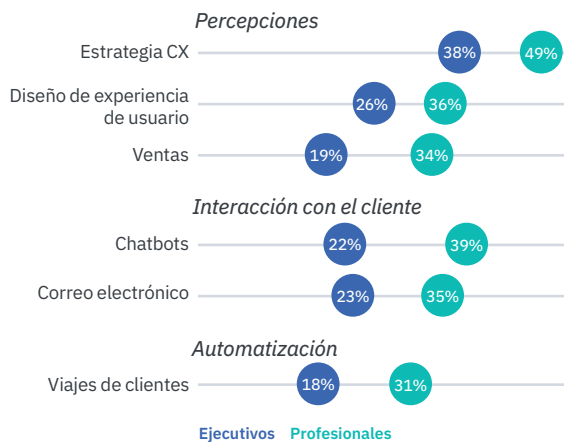 Percepciones
Estrategia CX 38% 49%
Diseño de experiencia
de usuario 26% 36%
Ventas 19% 34%
Interacción con el cliente
Chatbots 22% 39%
Correo electrónico 23% 35%
Automatización
Viajes de clientes 18% 31%
Ejecutivos Profesionales